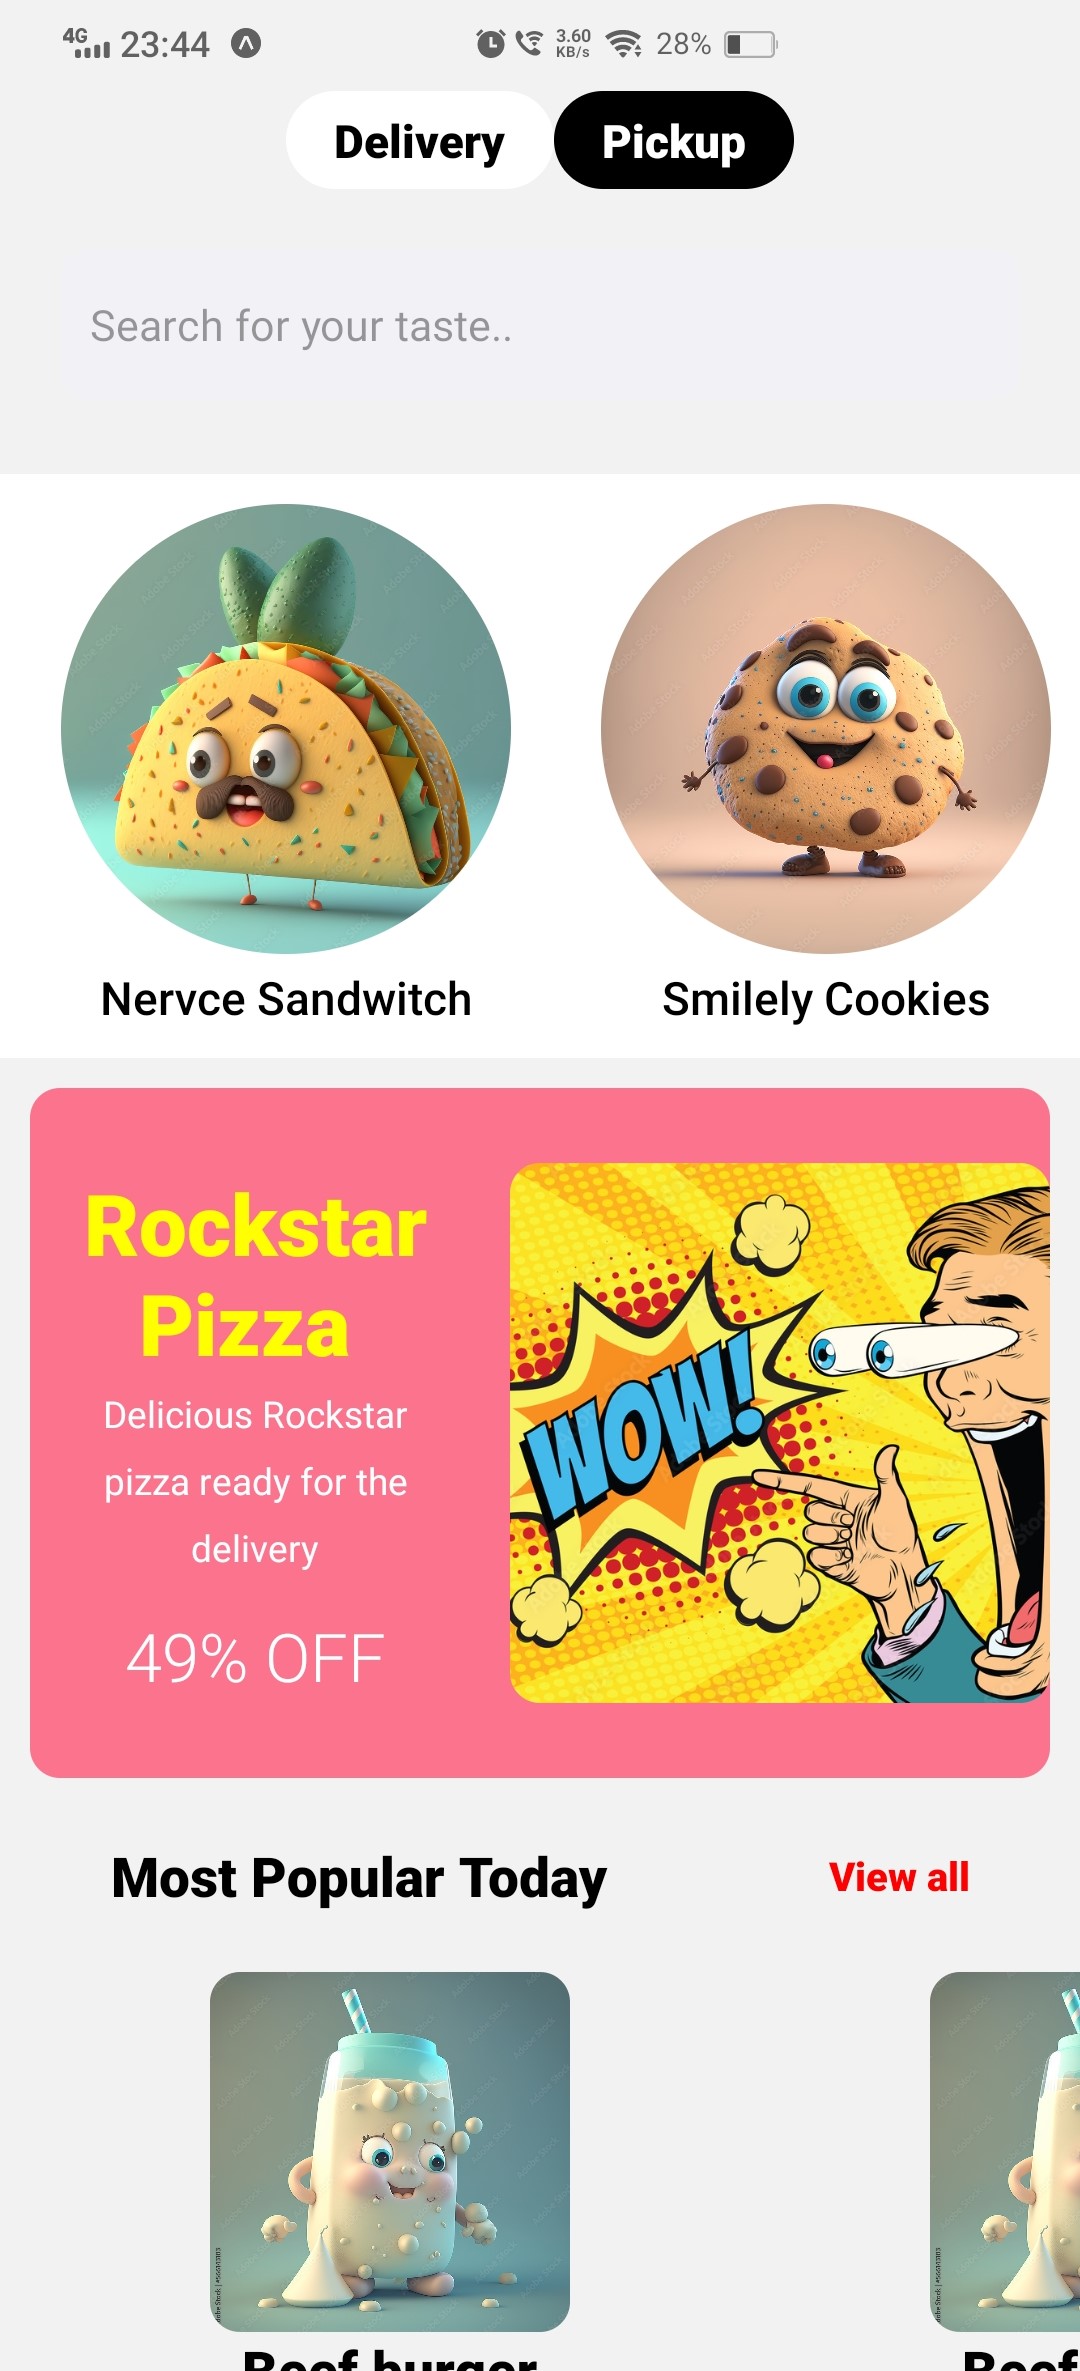 4G 23:44 3.60 KB/s 28%
Delivery Pickup
Search for your taste..
Nervce Sandwitch Smilely Cookies
Rockstar
Pizza
Delicious Rockstar
pizza ready for the
delivery
49% OFF
WOW!
Most Popular Today View all
Beef burger Beef